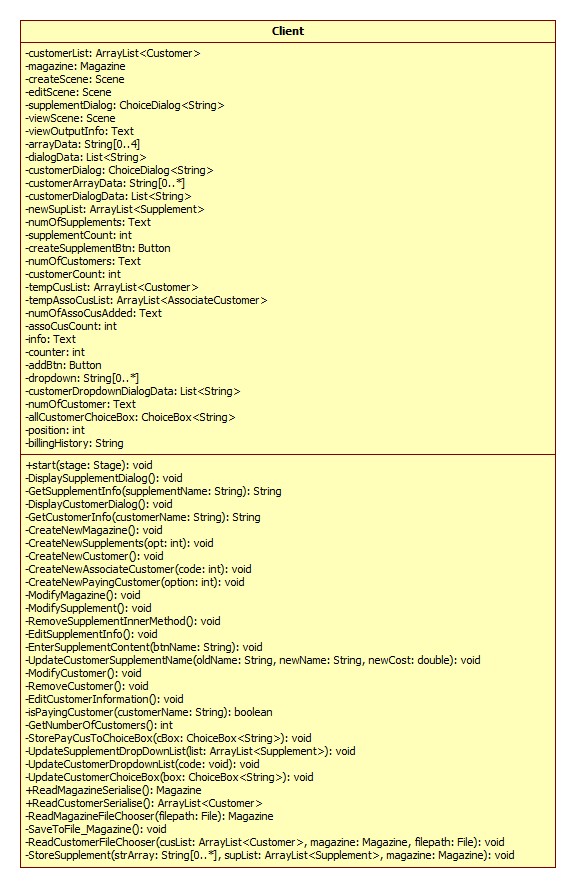 Client
-customerList: ArrayList<Customer>
-magazine: Magazine
-createScene: Scene
-editScene: Scene
-supplementDialog: ChoiceDialog<String>
-viewScene: Scene
-viewOutputInfo: Text
-arrayData: String[0..4]
-dialogData: List<String>
-customerDialog: ChoiceDialog<String>
-customerArrayData: String[0..*]
-customerDialogData: List<String>
-newSupList: ArrayList<Supplement>
-numOfSupplements: Text
-supplementCount: int
-createSupplementBtn: Button
-numOfCustomers: Text
-customerCount: int
-tempCusList: ArrayList<Customer>
-tempAssoCusList: ArrayList<AssociateCustomer>
-numOfAssoCusAdded: Text
-assoCusCount: int
-info: Text
-counter: int
-addBtn: Button
-dropdown: String[0..*]
-customerDropdownDialogData: List<String>
-numOfCustomer: Text
-allCustomerChoiceBox: ChoiceBox<String>
-position: int
-billingHistory: String
+start(stage: Stage): void
-DisplaySupplementDialog(): void
-GetSupplementInfo(supplementName: String): String
-DisplayCustomerDialog(): void
-GetCustomerInfo(customerName: String): String
-CreateNewMagazine(): void
-CreateNewSupplements(opt: int): void
-CreateNewCustomer(): void
-CreateNewAssociateCustomer(code: int): void
-CreateNewPayingCustomer(option: int): void
-ModifyMagazine(): void
-ModifySupplement(): void
-RemoveSupplementInnerMethod(): void
-EditSupplementInfo(): void
-EnterSupplementContent(btnName: String): void
-UpdateCustomerSupplementName(oldName: String, newName: String, newCost: double): void
-ModifyCustomer(): void
-RemoveCustomer(): void
-EditCustomerInformation(): void
-isPayingCustomer(customerName: String): boolean
-GetNumberOfCustomers(): int
-StorePayCusToChoiceBox(cBox: ChoiceBox<String>): void
-UpdateSupplementDropDownList(list: ArrayList<Supplement>): void
-UpdateCustomerDropdownList(code: void): void
-UpdateCustomerChoiceBox(box: ChoiceBox<String>): void
+ReadMagazineSerialise(): Magazine
+ReadCustomerSerialise(): ArrayList<Customer>
-ReadMagazineFileChooser(filepath: File): Magazine
-SaveToFile_Magazine(): void
-ReadCustomerFileChooser(cusList: ArrayList<Customer>, magazine: Magazine, filepath: File): void
-StoreSupplement(strArray: String[0..*], supList: ArrayList<Supplement>, magazine: Magazine): void